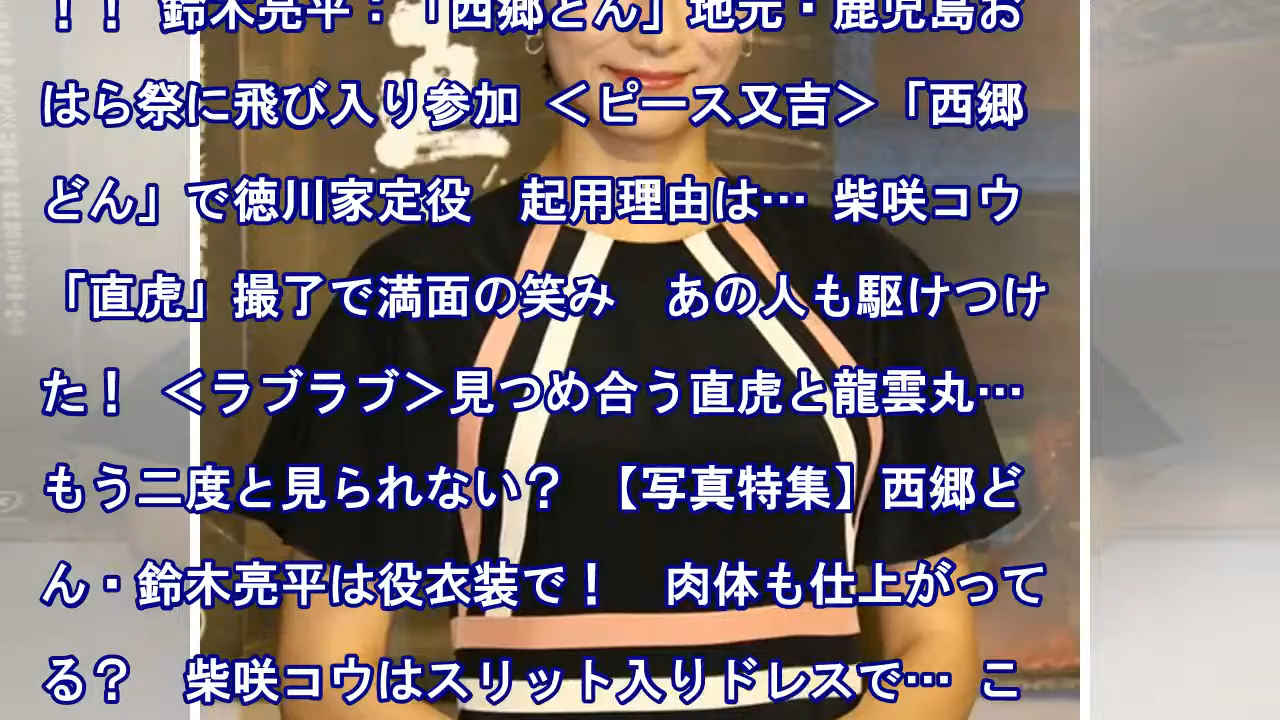 ！！ 鈴木亮平：「西郷どん」地元・鹿児島お
はら祭に飛び入り参加 ＜ピース又吉＞「西郷
どん」で徳川家定役　起用理由は… 柴咲コウ
「直虎」撮了で満面の笑み　あの人も駆けつけ
た！ ＜ラブラブ＞見つめ合う直虎と龍雲丸…
もう二度と見られない？ 【写真特集】西郷ど
ん・鈴木亮平は役衣装で！　肉体も仕上がって
る？　柴咲コウはスリット入りドレスで… こ